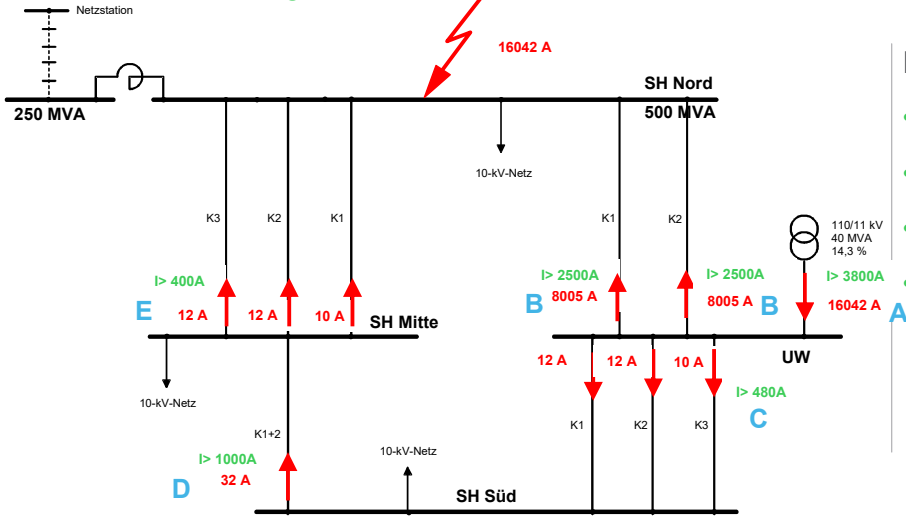 Netzstation
16042 A
SH Nord
250 MVA
500 MVA
10-kV-Netz
K3
K2
K1
K1
K2
110/11 kV
40 MVA
14,3 %
I> 400A
I> 2500A
I> 2500A
I> 3800A
E
12 A
12 A
10 A
B
8005 A
8005 A
B
16042 A
A
SH Mitte
UW
12 A
12 A
10 A
I> 480A
10-kV-Netz
C
K1
K2
K3
K1+2
10-kV-Netz
I> 1000A
32 A
D
SH Süd